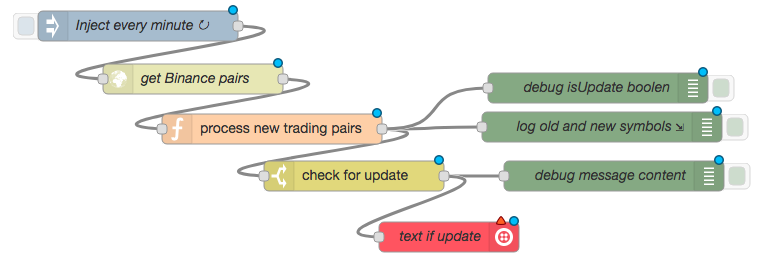 Inject every minute ↻
get Binance pairs
debug isUpdate boolen
process new trading pairs
log old and new symbols ⇲
check for update
debug message content
text if update